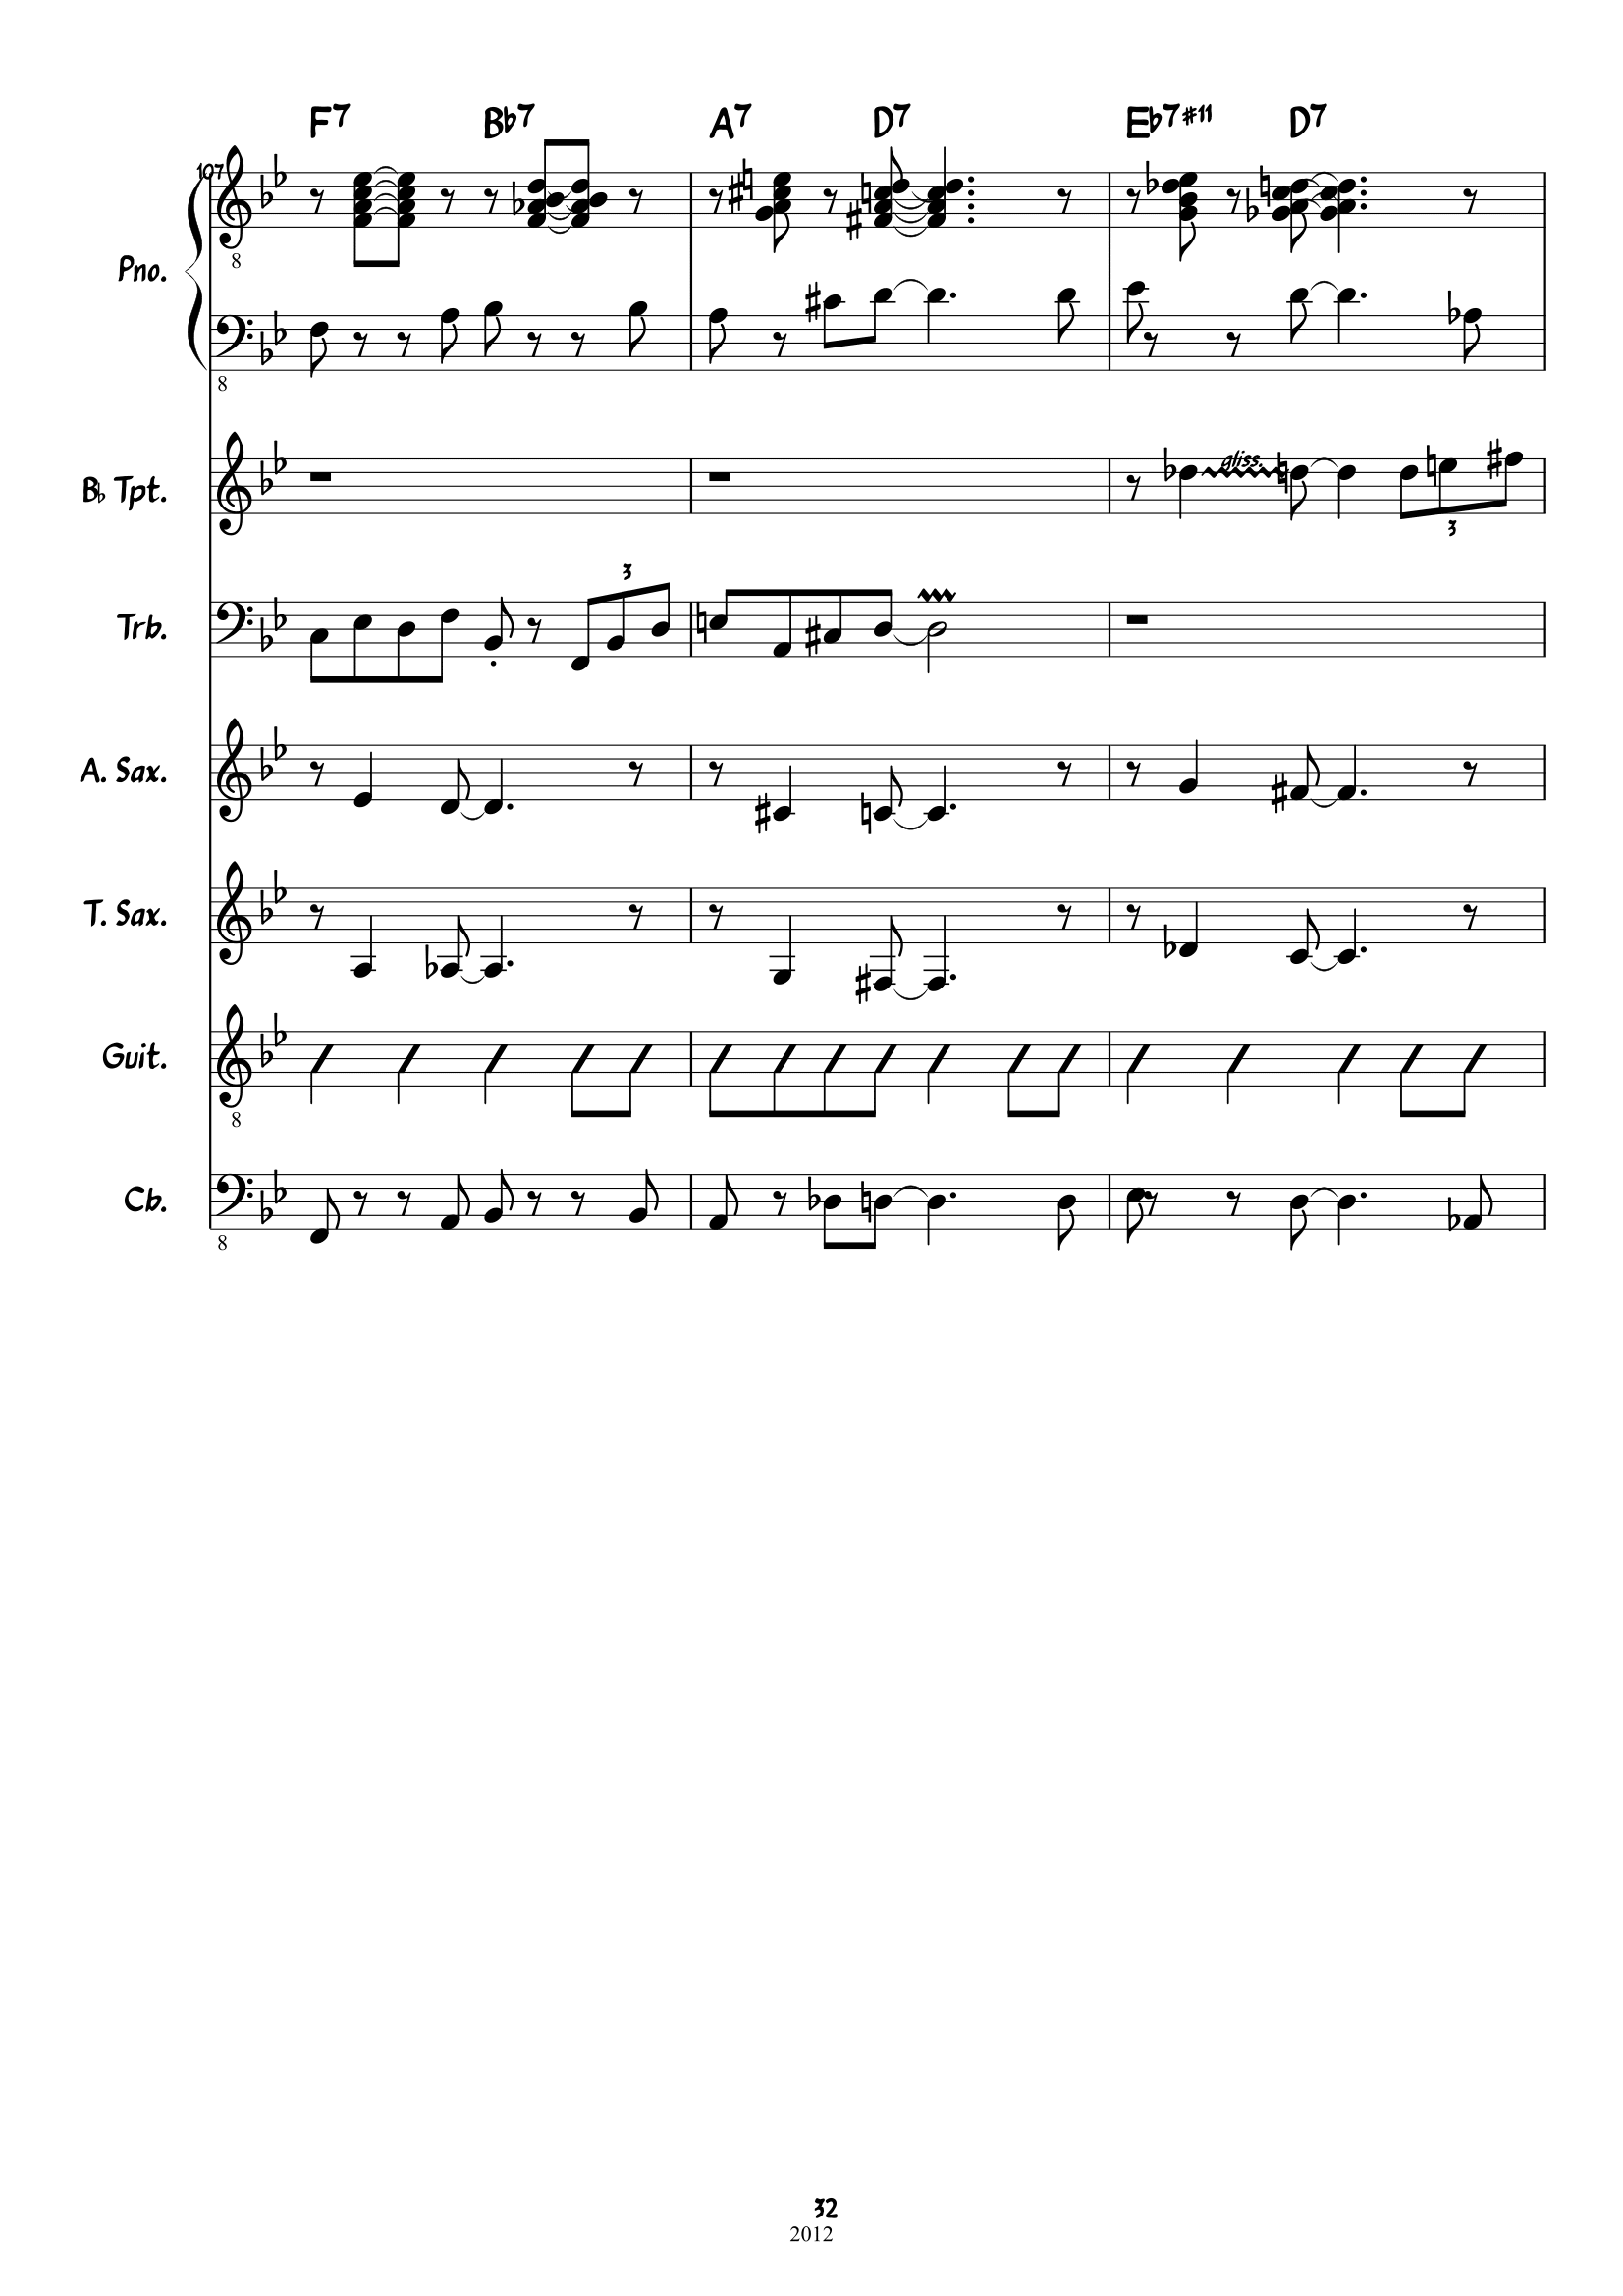 F7 Bb7 A7 D7 Eb7#11 D7
107
8
Pno.
8
gliss.
B♭ Tpt.
3
3
Trb.
A. Sax.
T. Sax.
Guit.
8
Cb.
8
32
2012